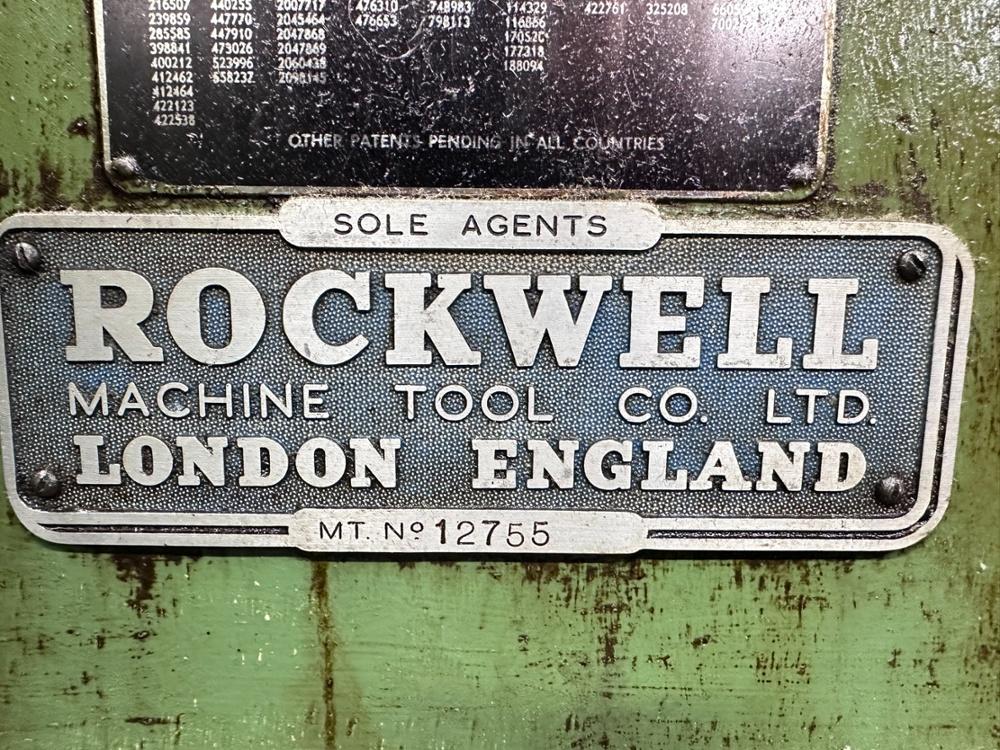 216507 440255 2007717 476310 748983 114329 422761 325208
239859 447770 2045464 476653 798113 116866
285585 447910 2047868
398841 473026 2047869 177318
400212 523996 2060438 188094
412462 558232 2098145
412464
422123
422538
OTHER PATENTS PENDING IN ALL COUNTRIES
SOLE AGENTS
ROCKWELL
MACHINE TOOL CO. LTD.
LONDON ENGLAND
MT. Nº 12755